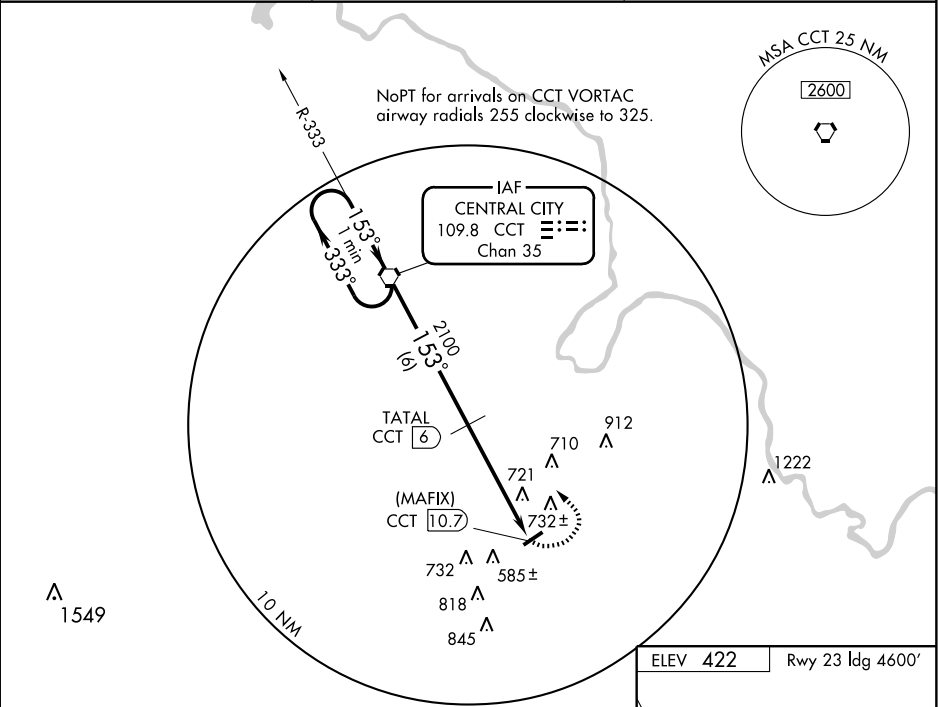 MSA CCT 25 NM
2600
NoPT for arrivals on CCT VORTAC
airway radials 255 clockwise to 325.
R-333
IAF
CENTRAL CITY
109.8 CCT
Chan 35
153°
1 min
333°
2100
153°
(6)
TATAL
CCT 6
912
710
721
1222
(MAFIX)
CCT 10.7
732±
732
585±
818
845
1549
10 NM
ELEV 422
Rwy 23 ldg 4600'